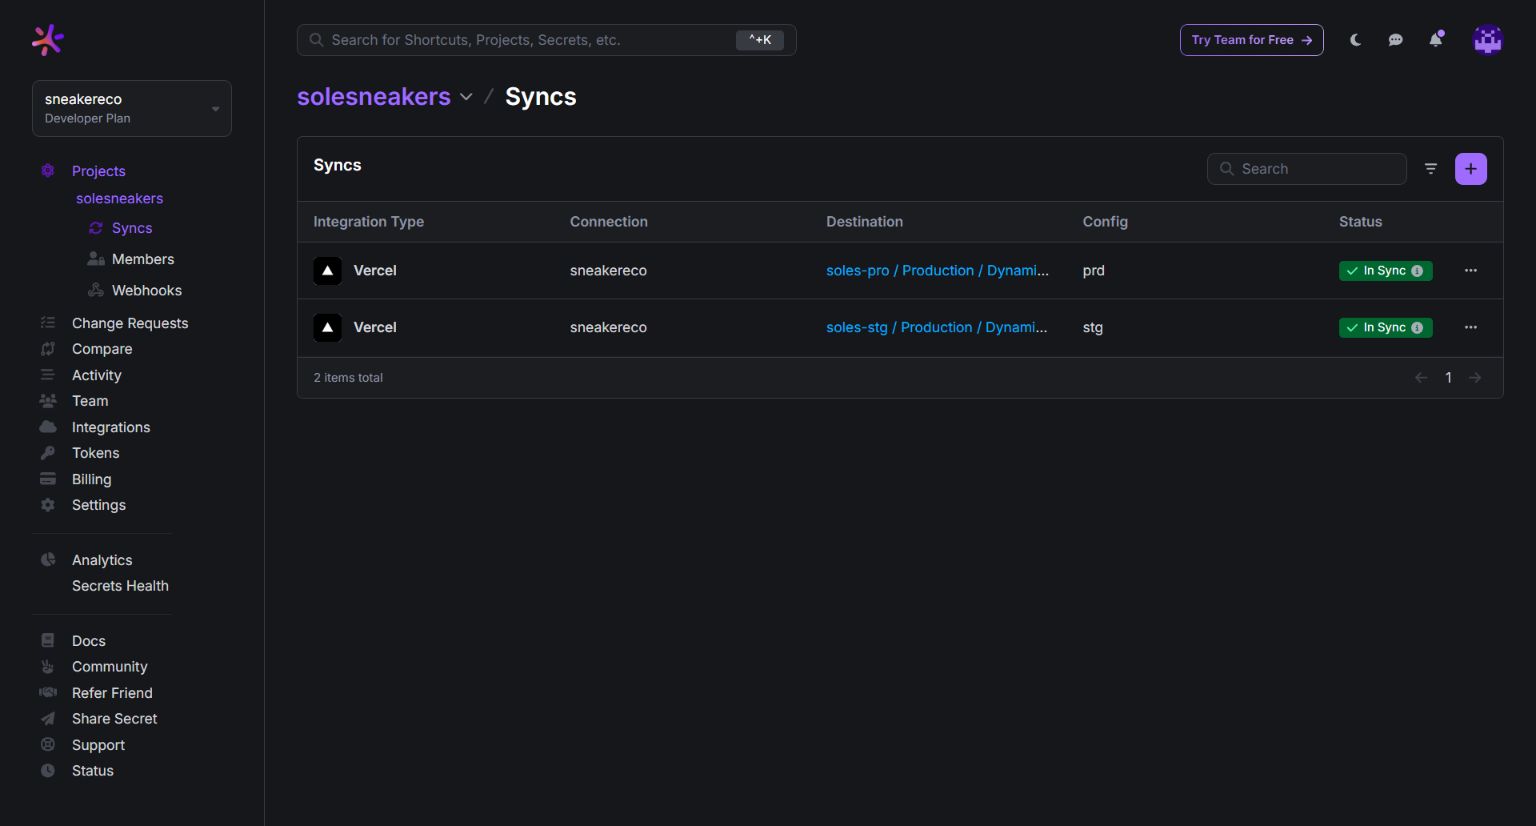 Search for Shortcuts, Projects, Secrets, etc.
^+K
Try Team for Free →
sneakereco
Developer Plan
Projects
solesneakers
Syncs
Members
Webhooks
Change Requests
Compare
Activity
Team
Integrations
Tokens
Billing
Settings
Analytics
Secrets Health
Docs
Community
Refer Friend
Share Secret
Support
Status
solesneakers / Syncs
Syncs
Search
Integration Type Connection Destination Config Status
Vercel sneakereco soles-pro / Production / Dynami... prd In Sync
Vercel sneakereco soles-stg / Production / Dynami... stg In Sync
2 items total
← 1 →